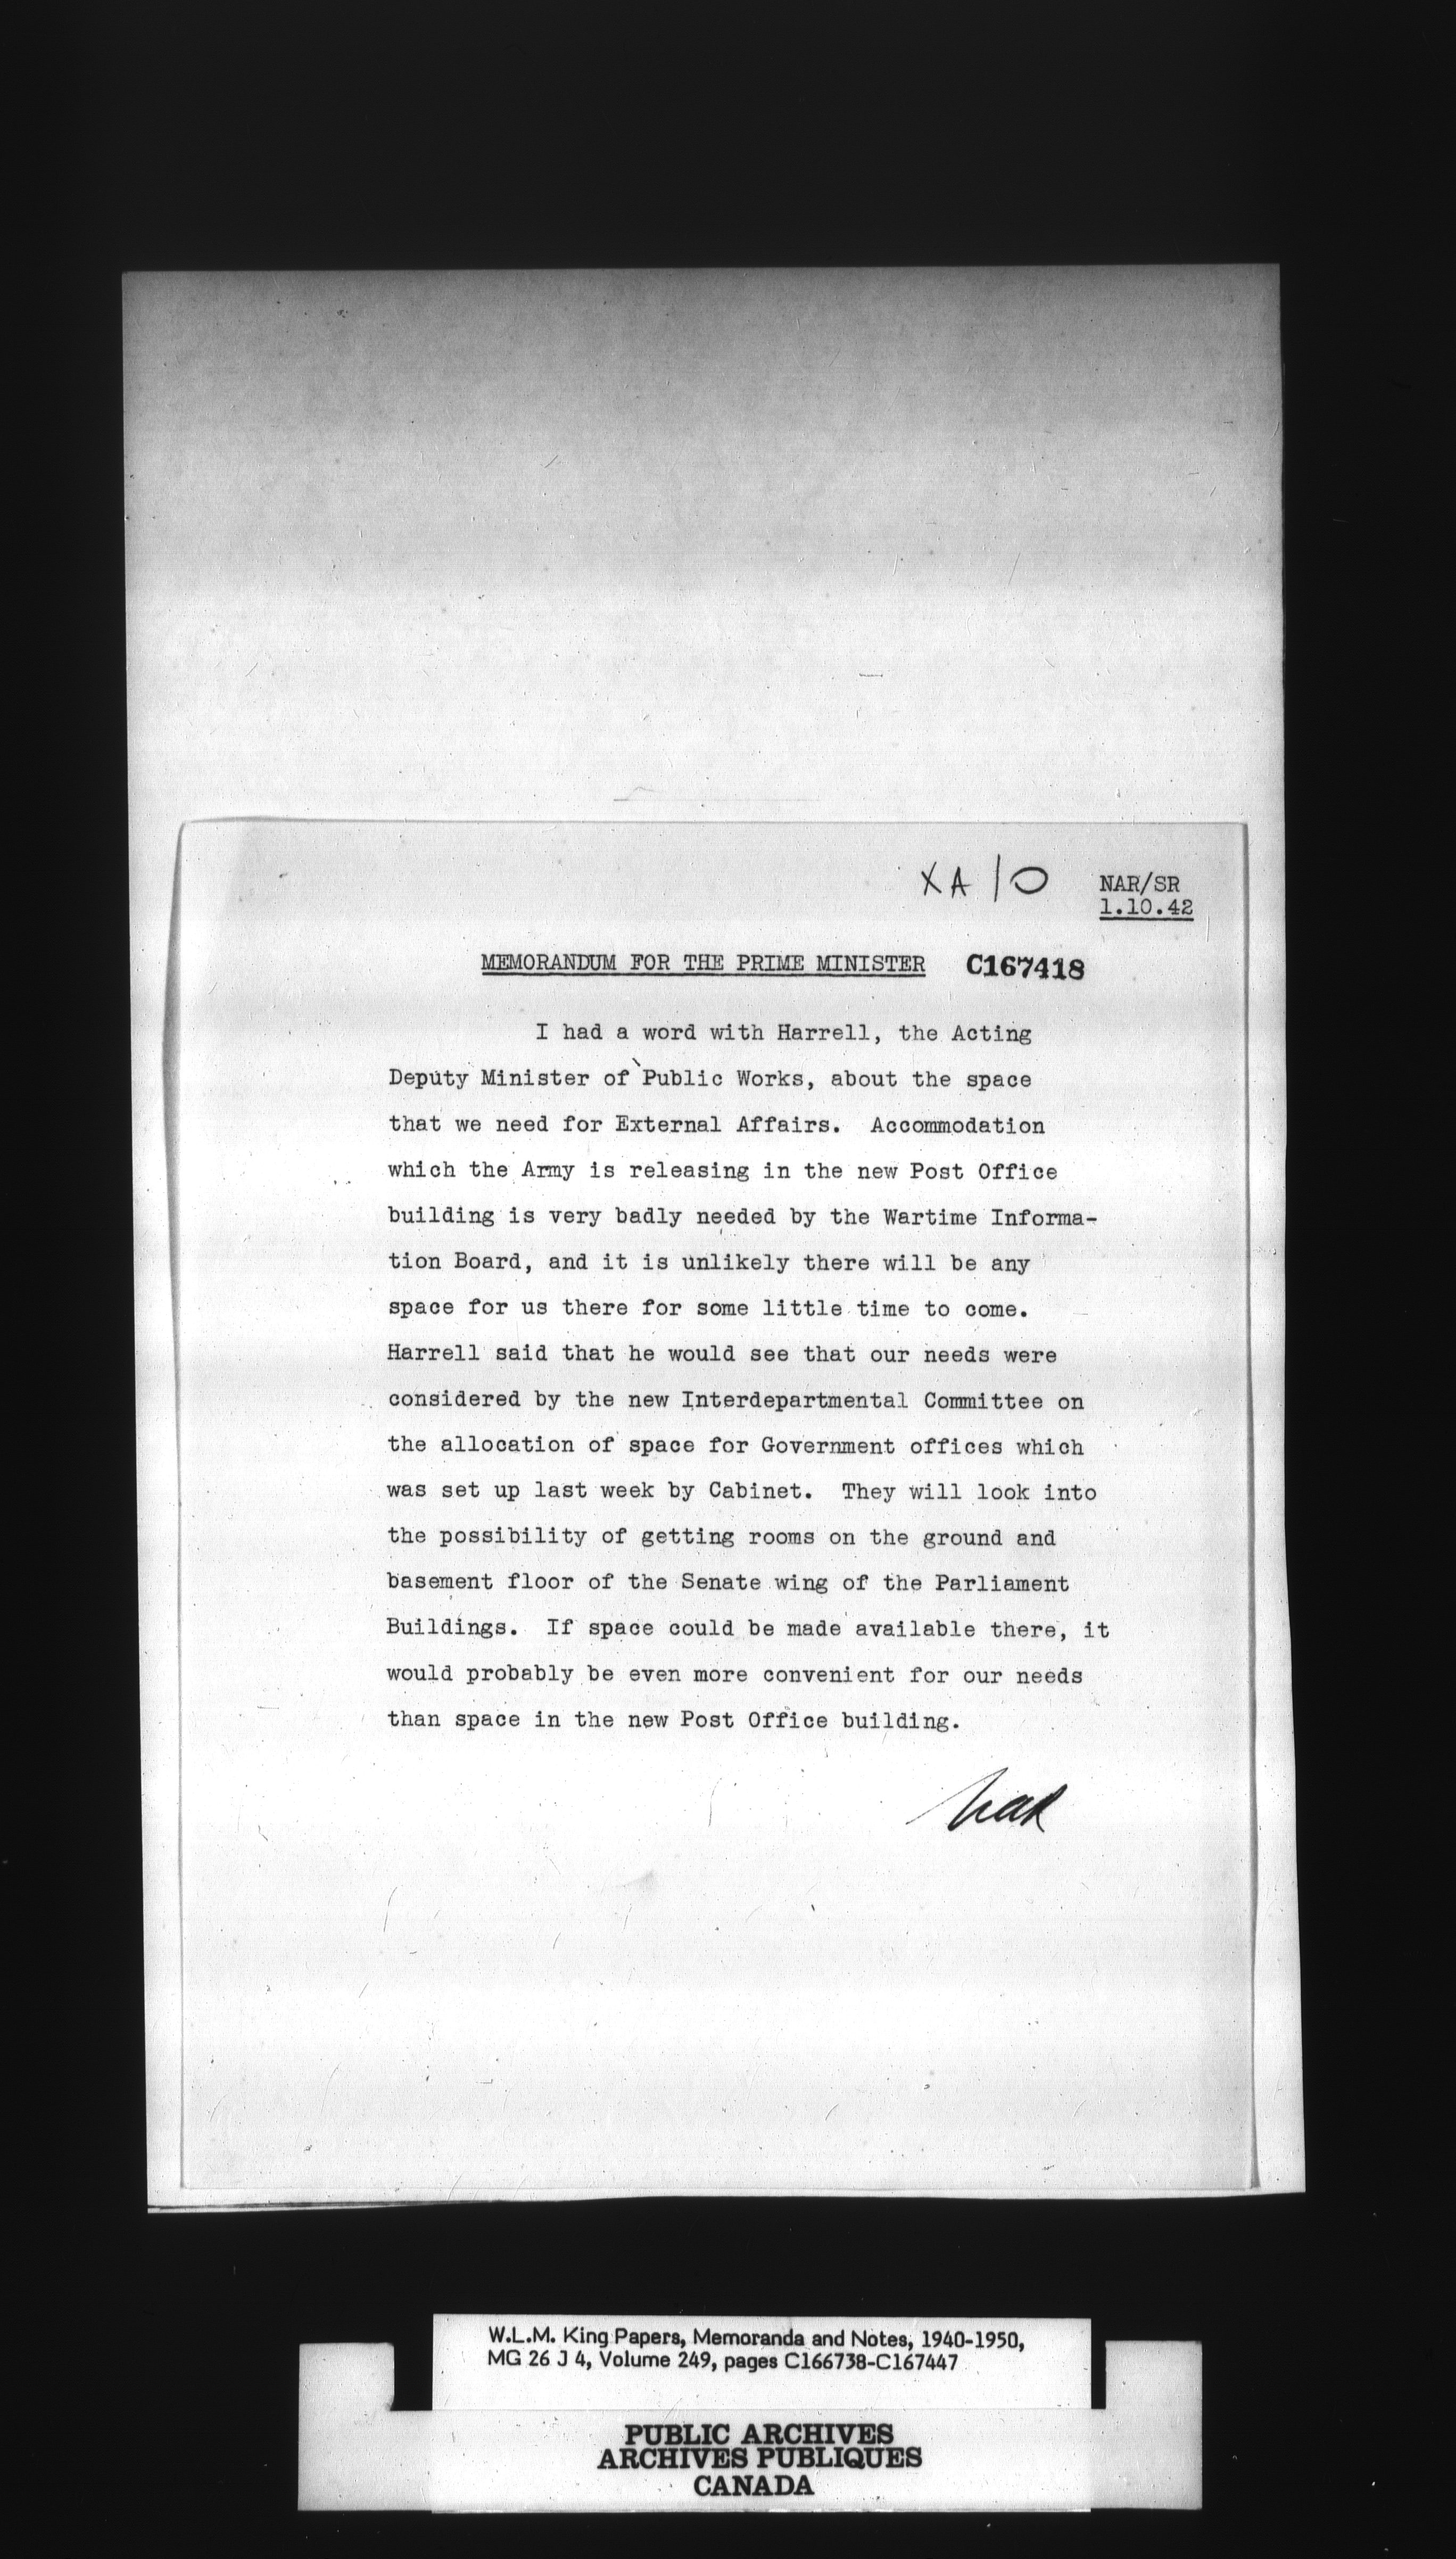 XA10
NAR/SR
1.10.42
MEMORANDUM FOR THE PRIME MINISTER C167418
I had a word with Harrell, the Acting
Deputy Minister of Public Works, about the space
that we need for External Affairs. Accommodation
which the Army is releasing in the new Post Office
building is very badly needed by the Wartime Informa-
tion Board, and it is unlikely there will be any
space for us there for some little time to come.
Harrell said that he would see that our needs were
considered by the new Interdepartmental Committee on
the allocation of space for Government offices which
was set up last week by Cabinet. They will look into
the possibility of getting rooms on the ground and
basement floor of the Senate wing of the Parliament
Buildings. If space could be made available there, it
would probably be even more convenient for our needs
than space in the new Post Office building.
NAR
W.L.M. King Papers, Memoranda and Notes, 1940-1950,
MG 26 J 4, Volume 249, pages C166738-C167447
PUBLIC ARCHIVES
ARCHIVES PUBLIQUES
CANADA